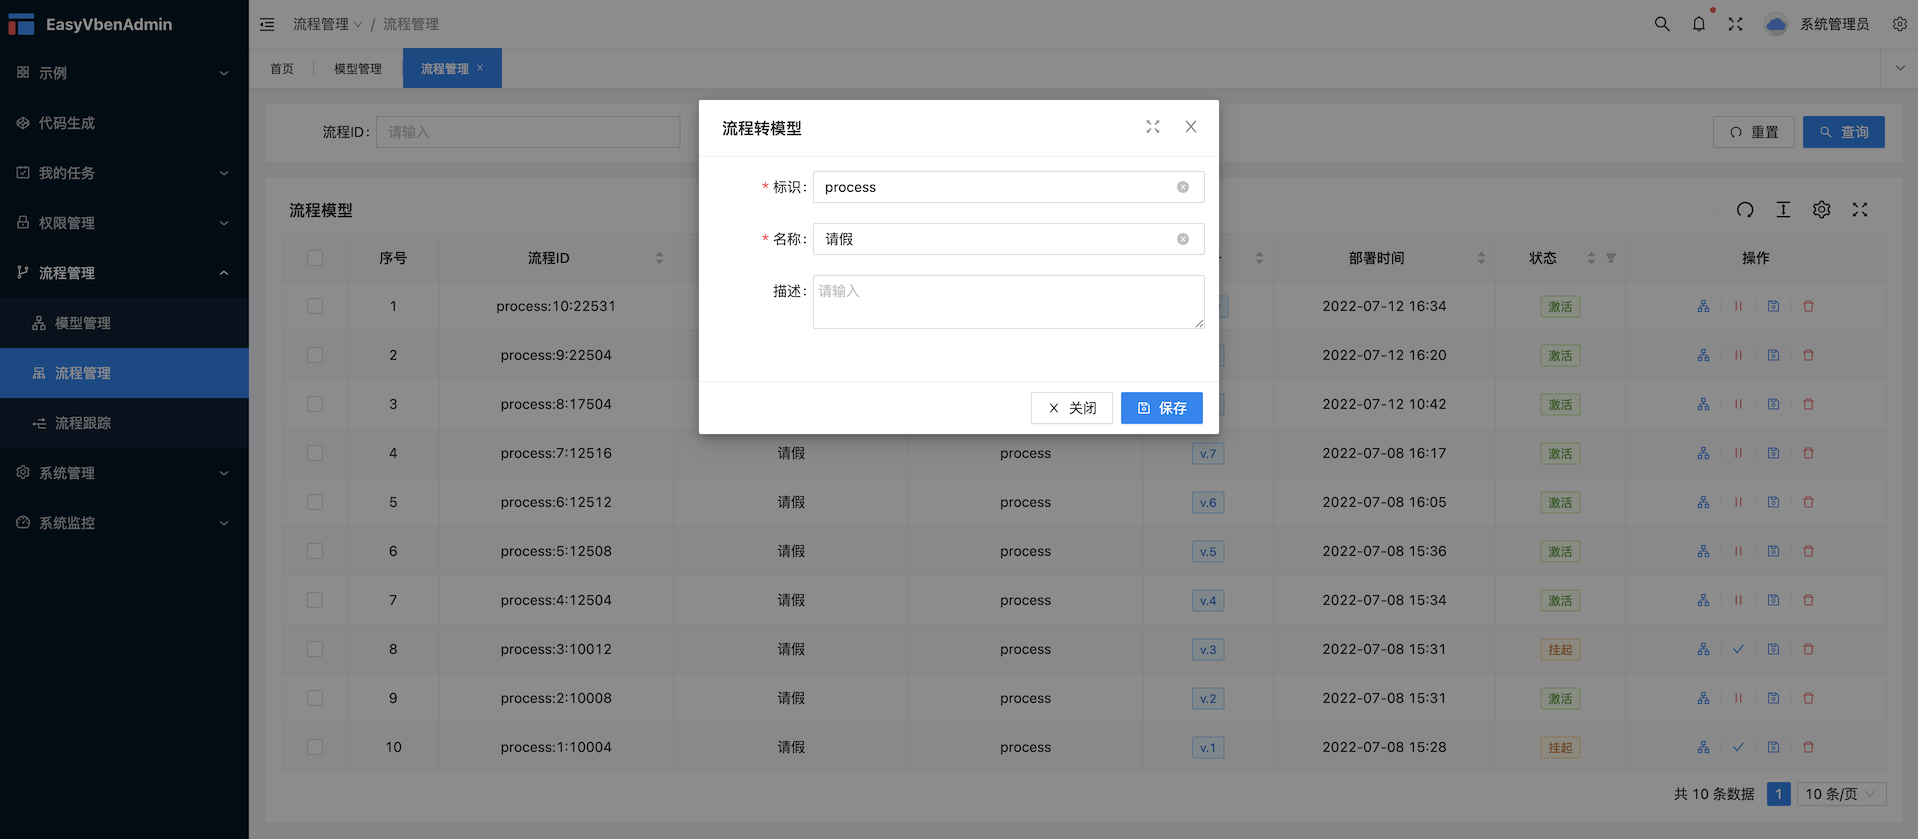 EasyVbenAdmin
流程管理 / 流程管理
系统管理员
示例
代码生成
我的任务
权限管理
流程管理
模型管理
流程管理
流程跟踪
系统管理
系统监控
首页 模型管理 流程管理
流程ID: 请输入 重置 查询
流程转模型
* 标识: process
* 名称: 请假
描述: 请输入
关闭 保存
流程模型
序号 流程ID 部署时间 状态 操作
1 process:10:22531 2022-07-12 16:34 激活
2 process:9:22504 2022-07-12 16:20 激活
3 process:8:17504 2022-07-12 10:42 激活
4 process:7:12516 请假 process v.7 2022-07-08 16:17 激活
5 process:6:12512 请假 process v.6 2022-07-08 16:05 激活
6 process:5:12508 请假 process v.5 2022-07-08 15:36 激活
7 process:4:12504 请假 process v.4 2022-07-08 15:34 激活
8 process:3:10012 请假 process v.3 2022-07-08 15:31 挂起
9 process:2:10008 请假 process v.2 2022-07-08 15:31 激活
10 process:1:10004 请假 process v.1 2022-07-08 15:28 挂起
共 10 条数据 1 10 条/页